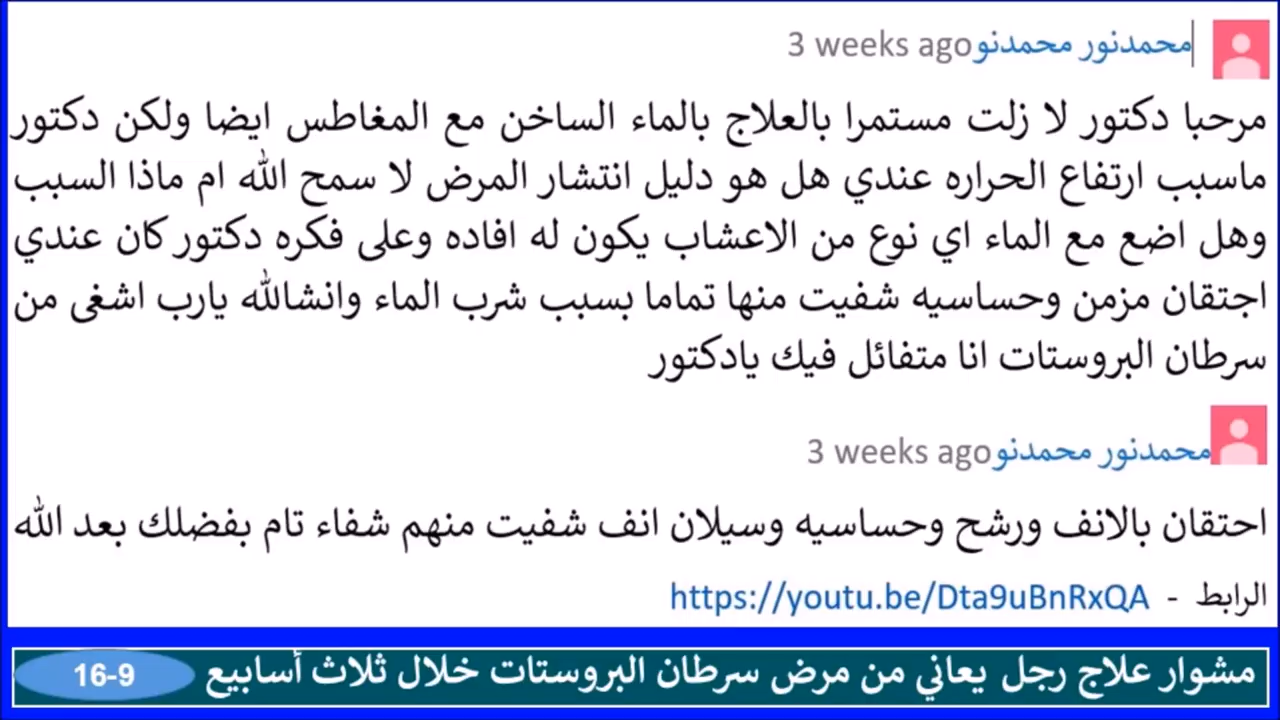 محمدنور محمدنو 3 weeks ago
مرحبا دكتور لا زلت مستمرا بالعلاج بالماء الساخن مع المغاطس ايضا ولكن دكتور
ماسبب ارتفاع الحراره عندي هل هو دليل انتشار المرض لا سمح الله ام ماذا السبب
وهل اضع مع الماء اي نوع من الاعشاب يكون له افاده وعلى فكره دكتور كان عندي
اجتقان مزمن وحساسيه شفيت منها تماما بسبب شرب الماء وانشالله يارب اشغى من
سرطان البروستات انا متفائل فيك يادكتور
محمدنور محمدنو 3 weeks ago
احتقان بالانف ورشح وحساسيه وسيلان انف شفيت منهم شفاء تام بفضلك بعد الله
الرابط - https://youtu.be/Dta9uBnRxQA
مشوار علاج رجل يعاني من مرض سرطان البروستات خلال ثلاث أسابيع 16-9